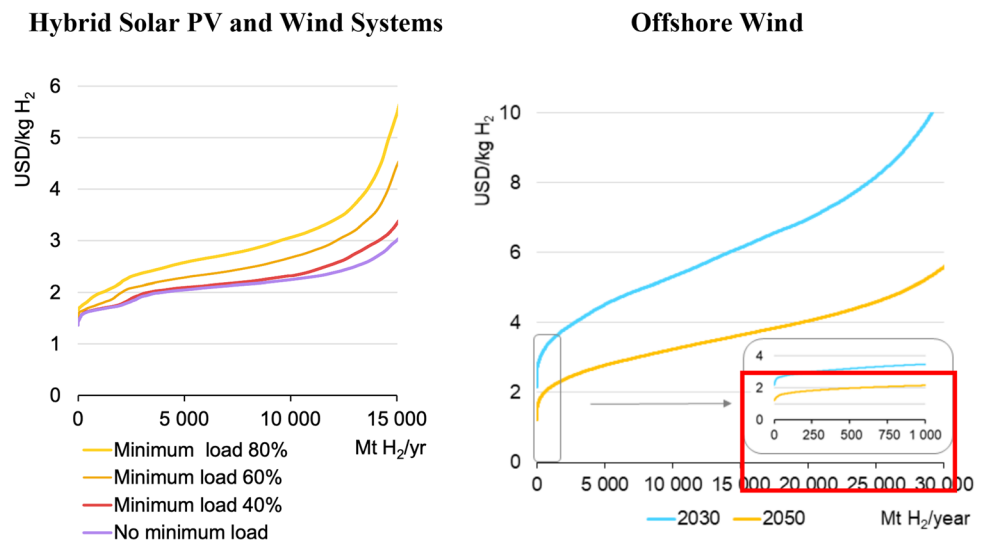 Hybrid Solar PV and Wind Systems
USD/kg H₂
6
5
4
3
2
1
0
0 5 000 10 000 15 000
Mt H₂/yr
Minimum load 80%
Minimum load 60%
Minimum load 40%
No minimum load
Offshore Wind
USD/kg H₂
10
8
6
4
2
0
0 5 000 10 000 15 000 20 000 25 000 30 000
4
2
0
0 250 500 750 1 000
2030 2050
Mt H₂/year